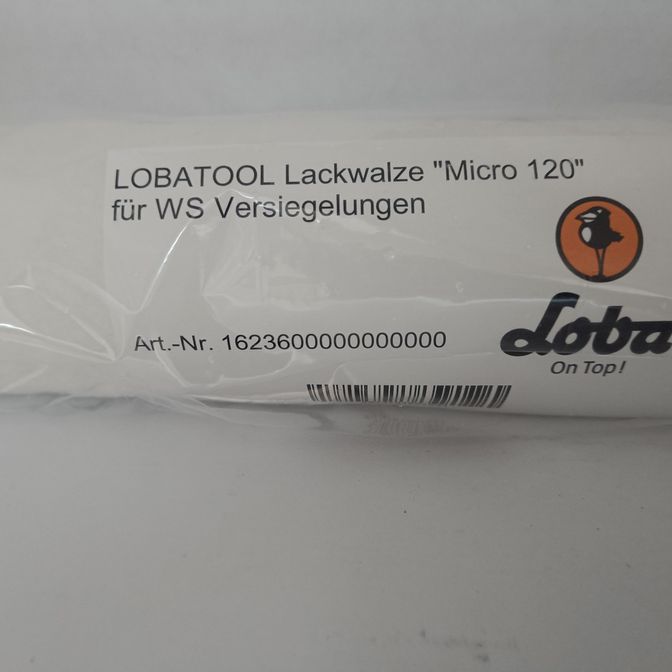 LOBATOOL Lackwalze "Micro 120"
für WS Versiegelungen
Art.-Nr. 1623600000000000
Loba
On Top!